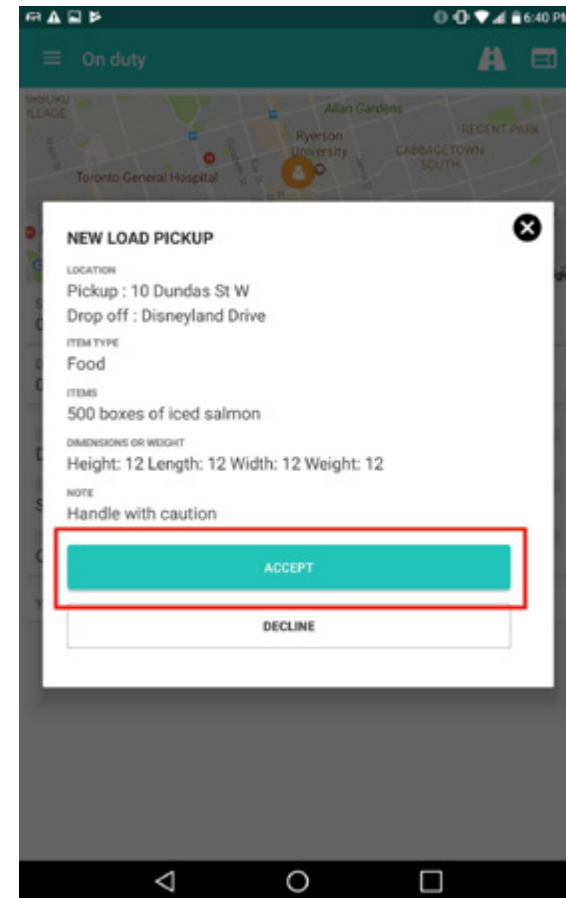 6:40 PM
On duty
Allan Gardens
REGENT PARK
Ryerson
University
CABBAGETOWN
SOUTH
Toronto General Hospital
NEW LOAD PICKUP
LOCATION
Pickup : 10 Dundas St W
Drop off : Disneyland Drive
ITEM TYPE
Food
ITEMS
500 boxes of iced salmon
DIMENSIONS OR WEIGHT
Height: 12 Length: 12 Width: 12 Weight: 12
NOTE
Handle with caution
ACCEPT
DECLINE